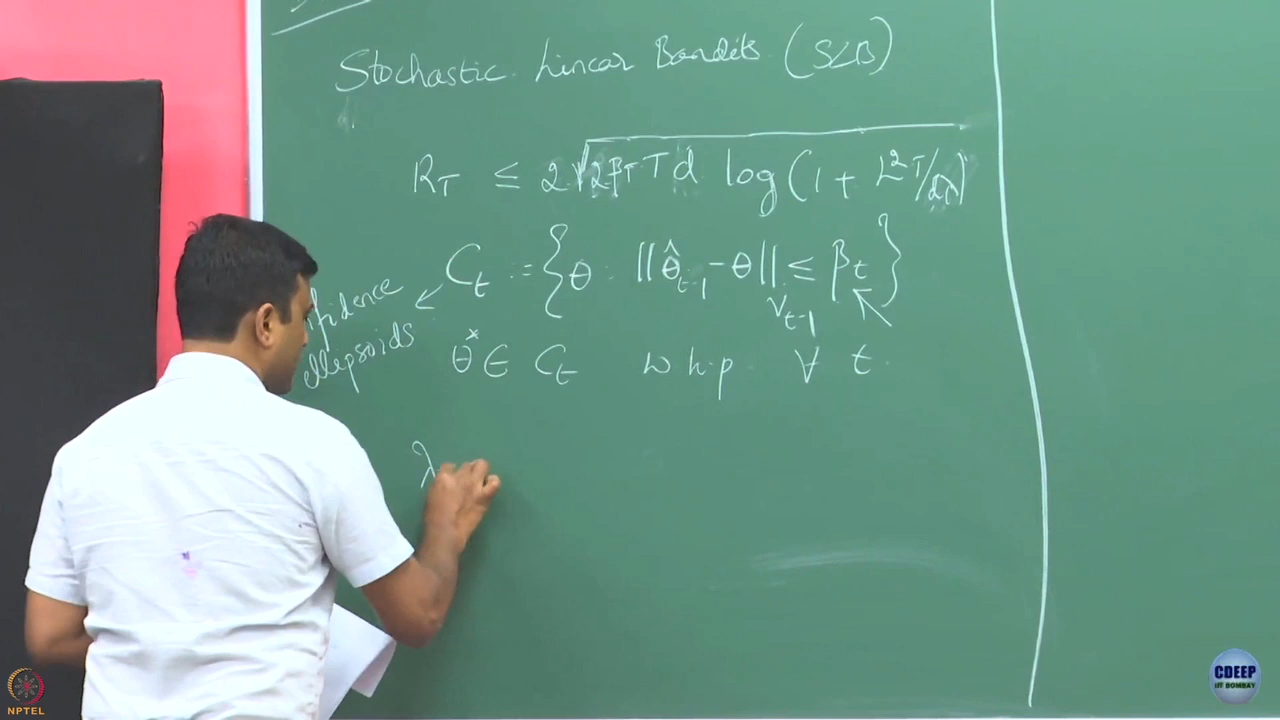 Stochastic Linear Bandits (SLB)
R_T ≤ 2√(2β_T T d log(1 + L²T/dλ))
C_t := {θ : ||θ̂_{t-1} - θ||_{V_{t-1}} ≤ β_t}
ellipsoids
θ* ∈ C_t w.h.p. ∀ t.
λ
NPTEL
CDEEP
IIT BOMBAY